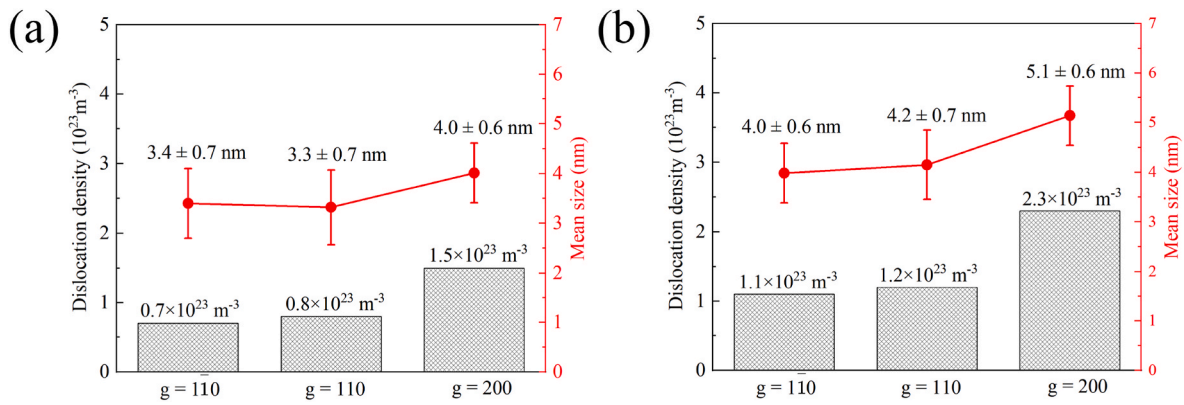 (a)
Dislocation density (10²³m⁻³)
5
4
3
2
1
0
3.4 ± 0.7 nm
3.3 ± 0.7 nm
4.0 ± 0.6 nm
0.7×10²³ m⁻³
0.8×10²³ m⁻³
1.5×10²³ m⁻³
g = 11̅0
g = 110
g = 200
7
6
5
4
3
2
1
0
Mean size (nm)
(b)
Dislocation density (10²³m⁻³)
5
4
3
2
1
0
4.0 ± 0.6 nm
4.2 ± 0.7 nm
5.1 ± 0.6 nm
1.1×10²³ m⁻³
1.2×10²³ m⁻³
2.3×10²³ m⁻³
g = 11̅0
g = 110
g = 200
7
6
5
4
3
2
1
0
Mean size (nm)